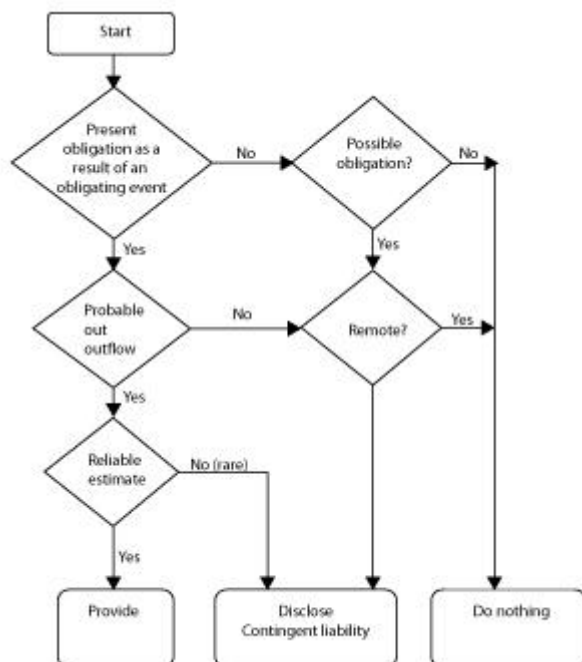 Start
Present
obligation as a
result of an
obligating event
No
Possible
obligation?
No
Yes
Yes
Probable
out
outflow
No
Remote?
Yes
Yes
Reliable
estimate
No (rare)
Yes
Provide
Disclose
Contingent liability
Do nothing